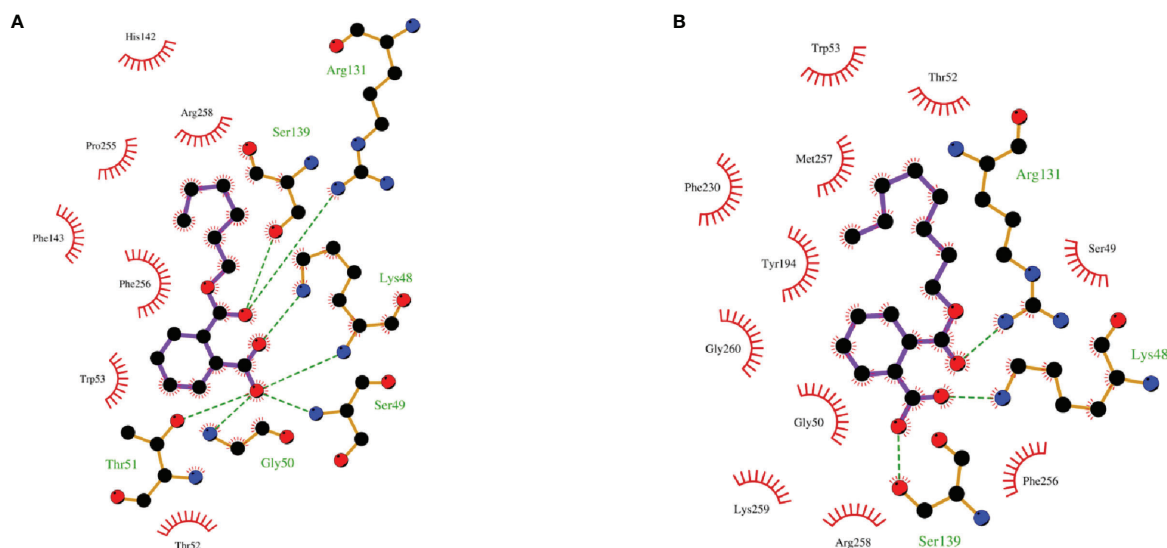 A
His142
Arg131
Arg258
Ser139
Pro255
Phe143
Phe256
Lys48
Trp53
Ser49
Thr51
Gly50
Thr52
B
Trp53
Thr52
Met257
Arg131
Phe230
Ser49
Tyr194
Gly260
Lys48
Gly50
Phe256
Lys259
Arg258
Ser139